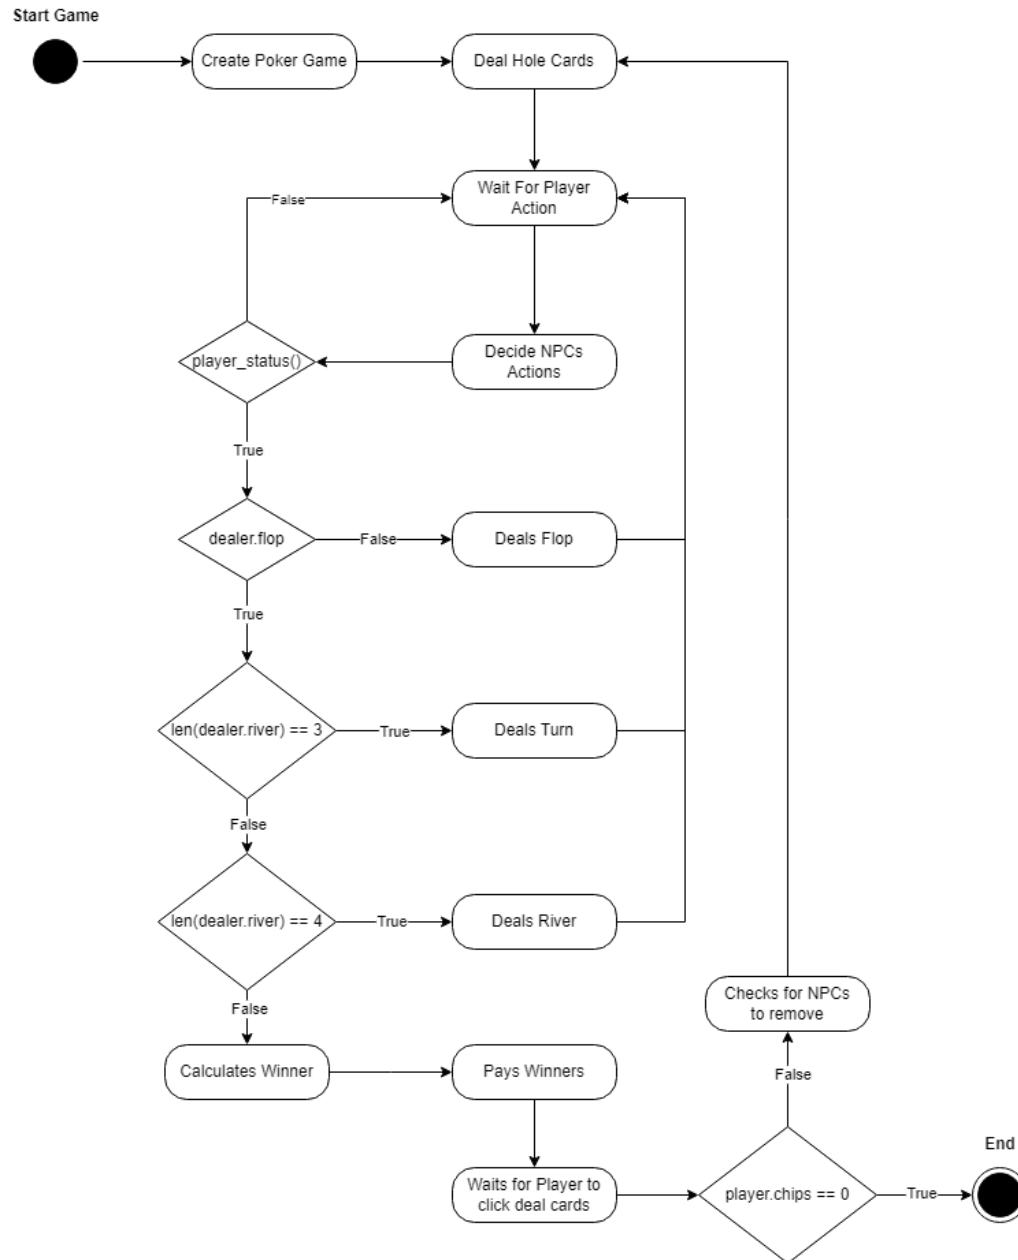 Start Game
Create Poker Game
Deal Hole Cards
Wait For Player
Action
False
player_status()
Decide NPCs
Actions
True
dealer.flop
False
Deals Flop
True
len(dealer.river) == 3
True
Deals Turn
False
len(dealer.river) == 4
True
Deals River
False
Checks for NPCs
to remove
Calculates Winner
Pays Winners
False
End
Waits for Player to
click deal cards
player.chips == 0
True